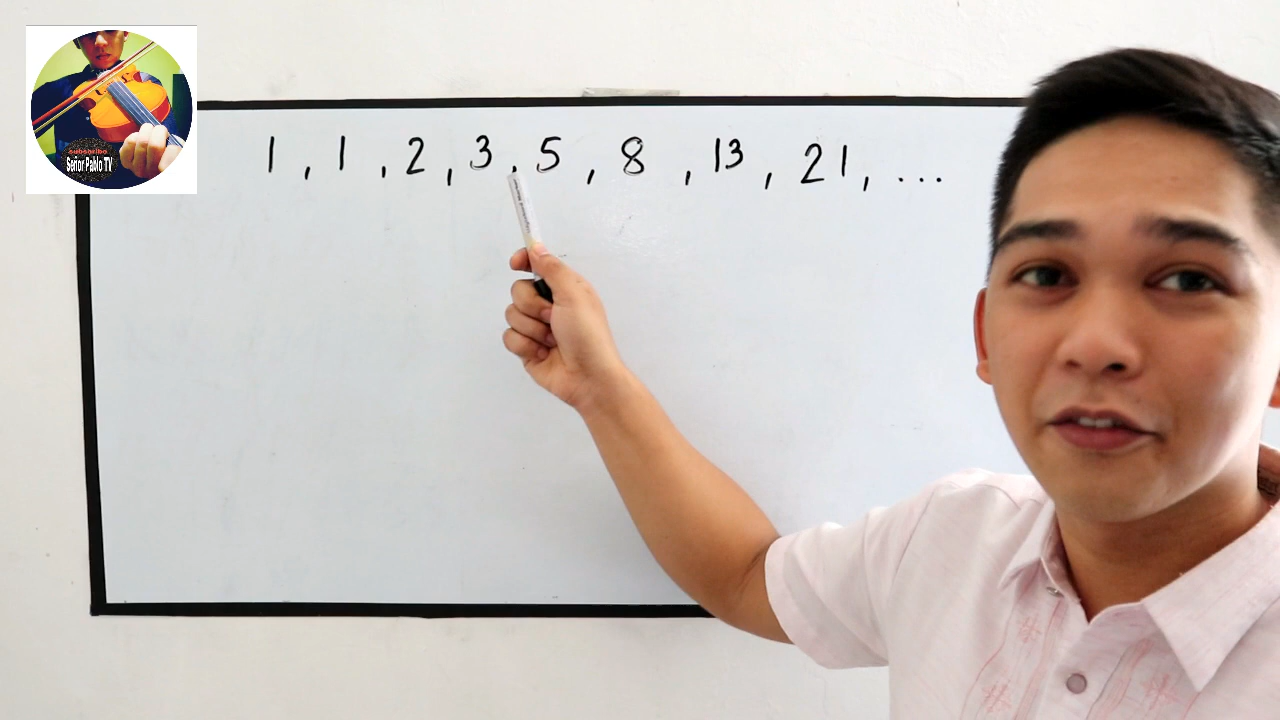 subscribe
Señor Pablo TV
1, 1, 2, 3, 5, 8, 13, 21, ...